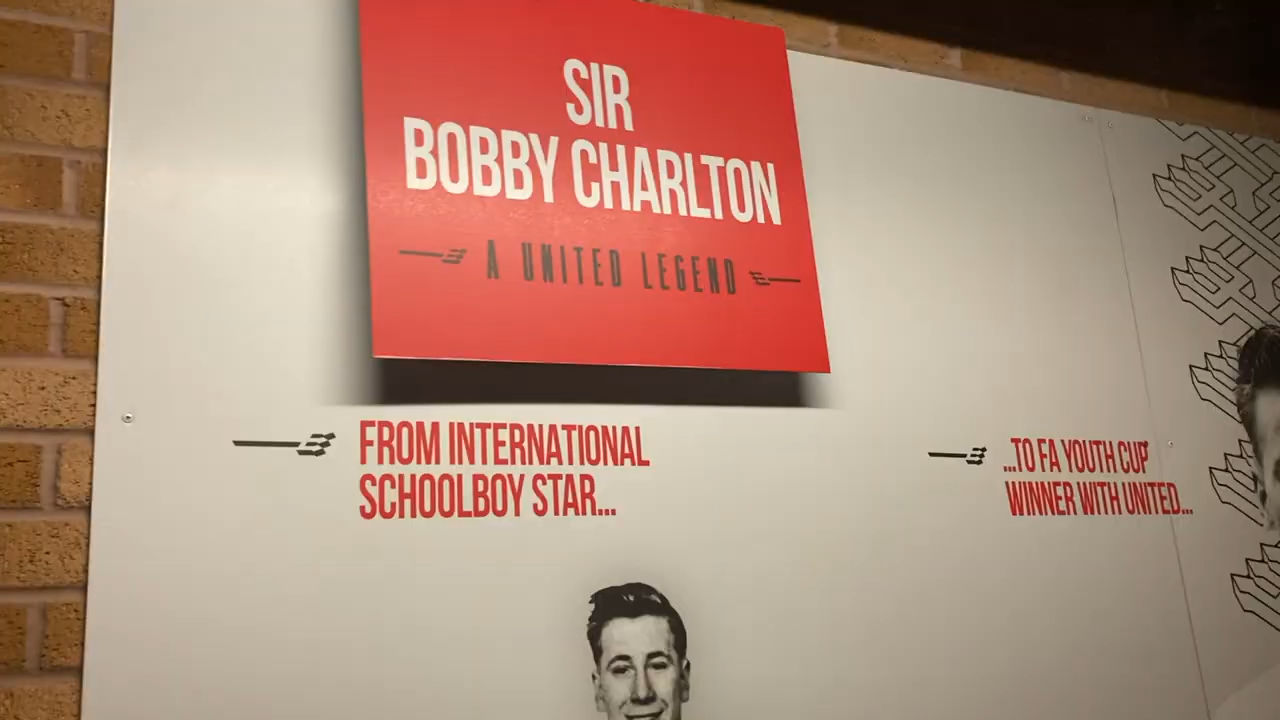 SIR
BOBBY CHARLTON
A UNITED LEGEND
FROM INTERNATIONAL
SCHOOLBOY STAR...
...TO FA YOUTH CUP
WINNER WITH UNITED...